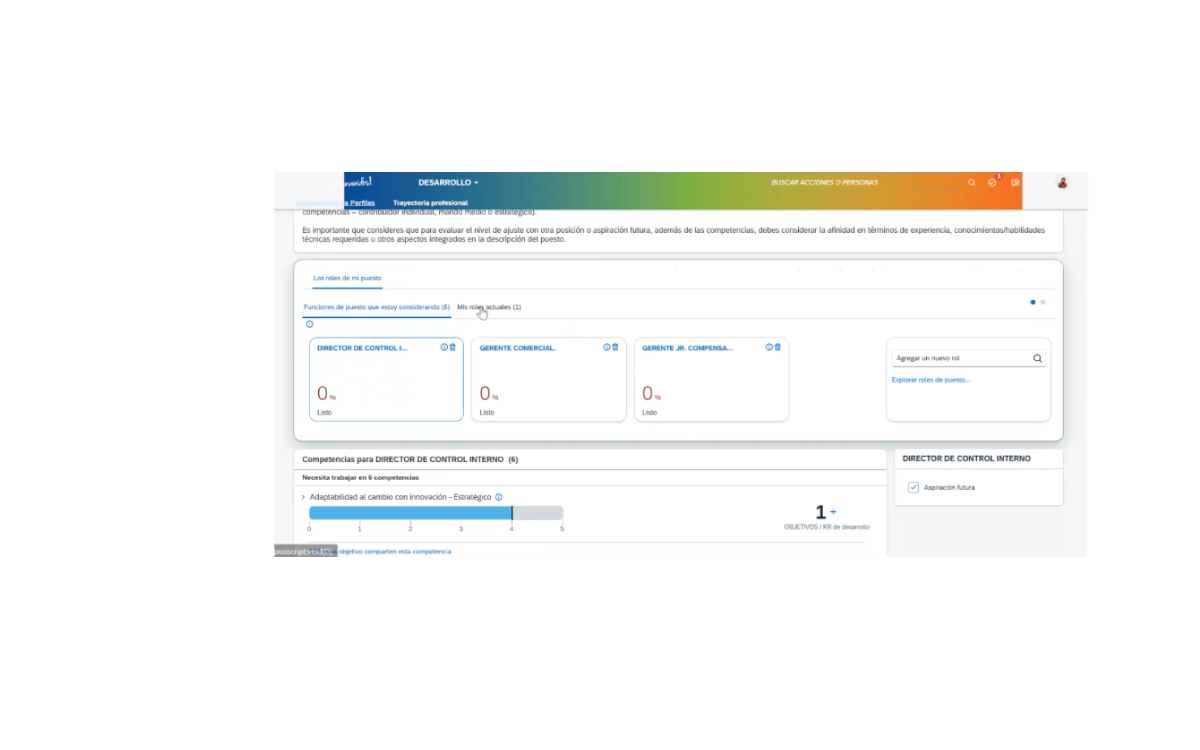 DESARROLLO
BUSCAR ACCIONES O PERSONAS
1
de Perfiles
Trayectoria profesional
competencias – contribuidor individual, mando medio o estratégico).
Es importante que consideres que para evaluar el nivel de ajuste con otra posición o aspiración futura, además de las competencias, debes considerar la afinidad en términos de experiencia, conocimientos/habilidades
técnicas requeridas u otros aspectos integrados en la descripción del puesto.
Los roles de mi puesto
Funciones de puesto que estoy considerando (6)
Mis roles actuales (1)
DIRECTOR DE CONTROL I...
0 %
Listo
GERENTE COMERCIAL.
0 %
Listo
GERENTE JR. COMPENSA...
0 %
Listo
Agregar un nuevo rol
Explorar roles de puesto...
Competencias para DIRECTOR DE CONTROL INTERNO (6)
Necesita trabajar en 6 competencias
Adaptabilidad al cambio con innovación - Estratégico
0 1 2 3 4 5
1 +
OBJETIVOS / KR de desarrollo
objetivo comparten esta competencia
DIRECTOR DE CONTROL INTERNO
Aspiración futura